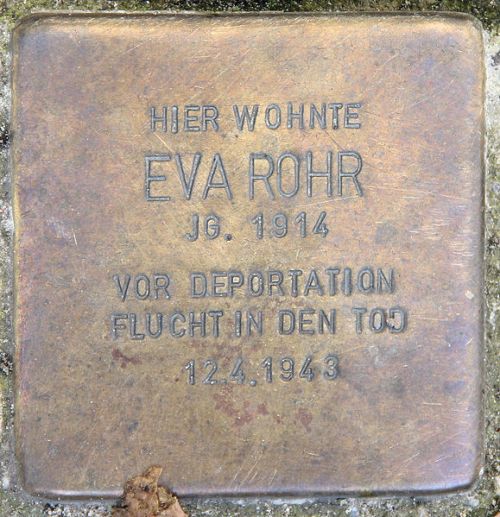 HIER WOHNTE
EVA ROHR
JG. 1914
VOR DEPORTATION
FLUCHT IN DEN TOD
12.4.1943